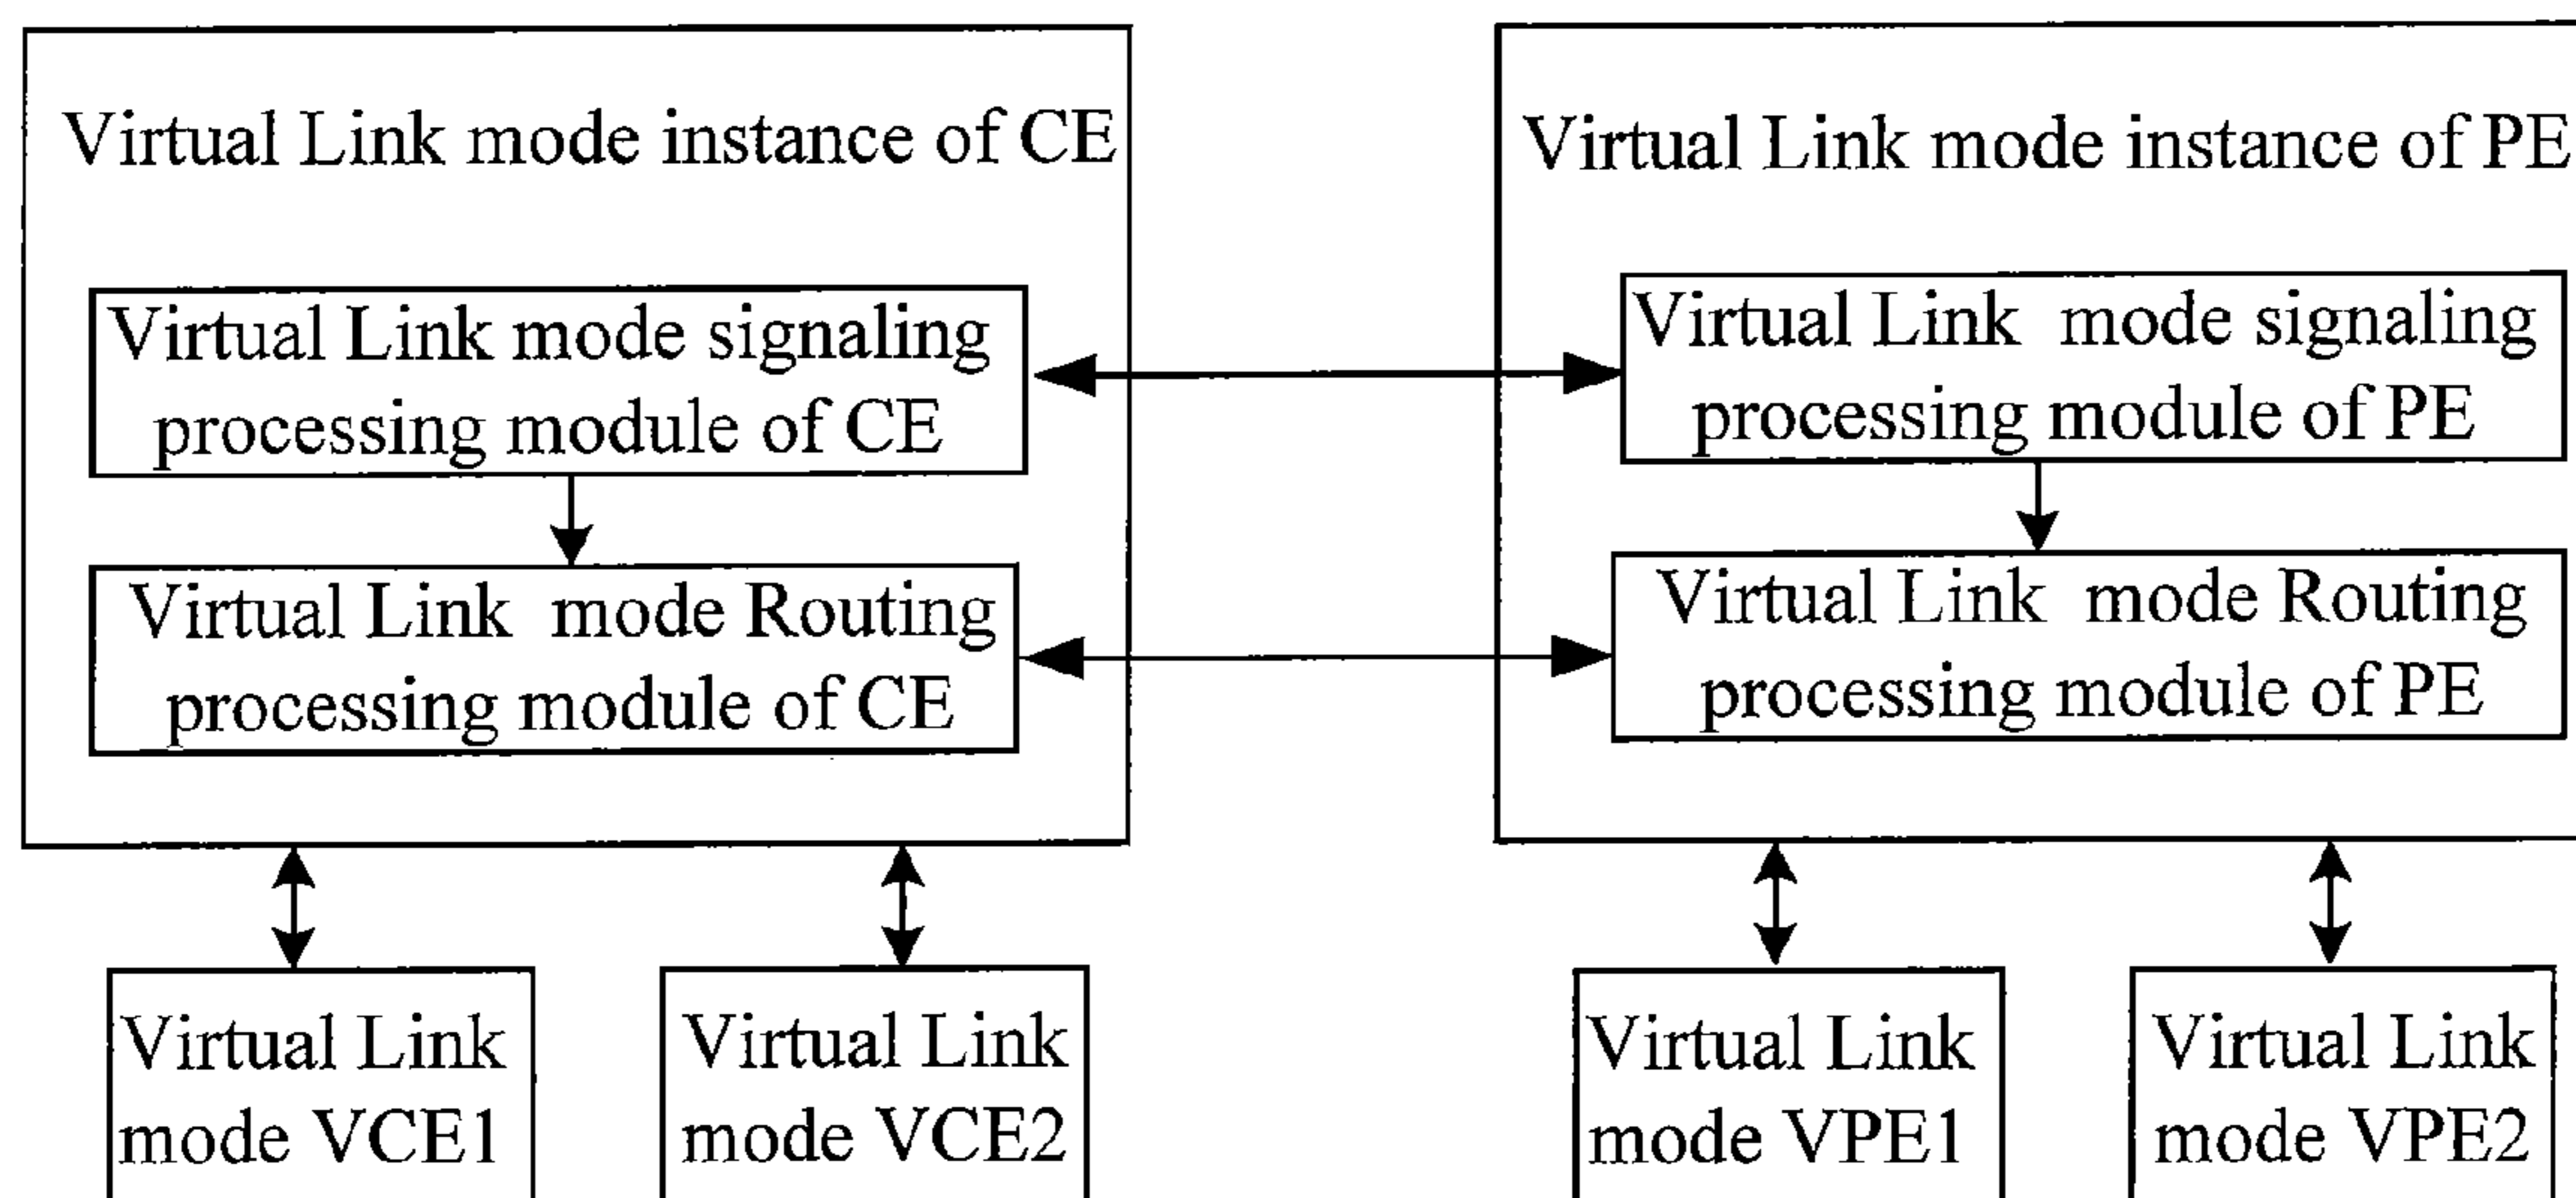 Virtual Link mode instance of CE
Virtual Link mode signaling
processing module of CE
Virtual Link mode Routing
processing module of CE
Virtual Link
mode VCE1
Virtual Link
mode VCE2
Virtual Link mode instance of PE
Virtual Link mode signaling
processing module of PE
Virtual Link mode Routing
processing module of PE
Virtual Link
mode VPE1
Virtual Link
mode VPE2